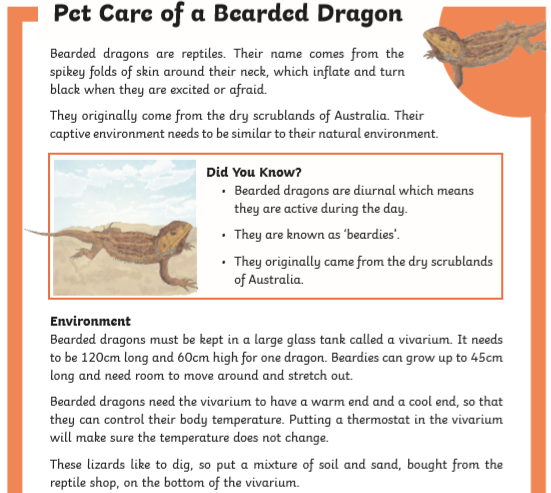 Pet Care of a Bearded Dragon
Bearded dragons are reptiles. Their name comes from the
spikey folds of skin around their neck, which inflate and turn
black when they are excited or afraid.
They originally come from the dry scrublands of Australia. Their
captive environment needs to be similar to their natural environment.
Did You Know?
• Bearded dragons are diurnal which means
they are active during the day.
• They are known as ‘beardies’.
• They originally came from the dry scrublands
of Australia.
Environment
Bearded dragons must be kept in a large glass tank called a vivarium. It needs
to be 120cm long and 60cm high for one dragon. Beardies can grow up to 45cm
long and need room to move around and stretch out.
Bearded dragons need the vivarium to have a warm end and a cool end, so that
they can control their body temperature. Putting a thermostat in the vivarium
will make sure the temperature does not change.
These lizards like to dig, so put a mixture of soil and sand, bought from the
reptile shop, on the bottom of the vivarium.